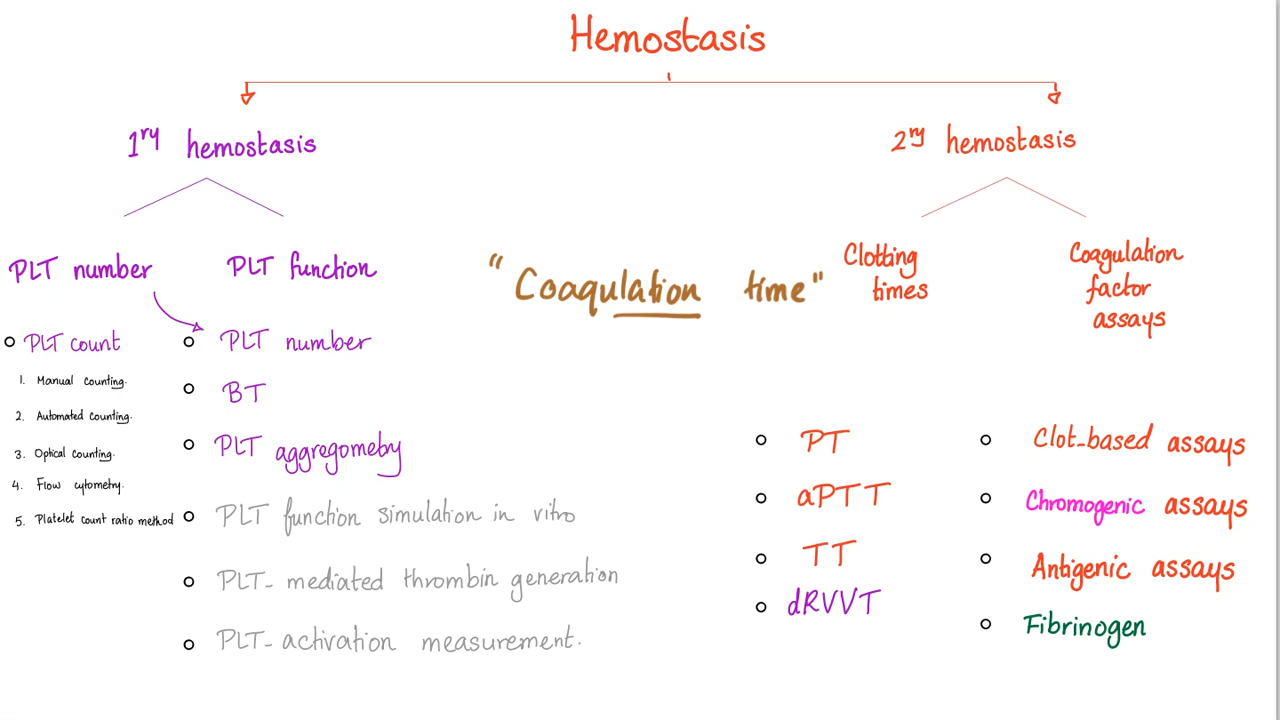 Hemostasis
1ry hemostasis
2ry hemostasis
PLT number
PLT function
"Coagulation time"
Clotting
times
Coagulation
factor
assays
PLT count
1. Manual counting.
2. Automated counting.
3. Optical counting.
4. Flow cytometry.
5. Platelet count ratio method
PLT number
BT
PLT aggregometry
PLT function simulation in vitro
PLT- mediated thrombin generation
PLT- activation measurement.
PT
aPTT
TT
dRVVT
Clot-based assays
Chromogenic assays
Antigenic assays
Fibrinogen